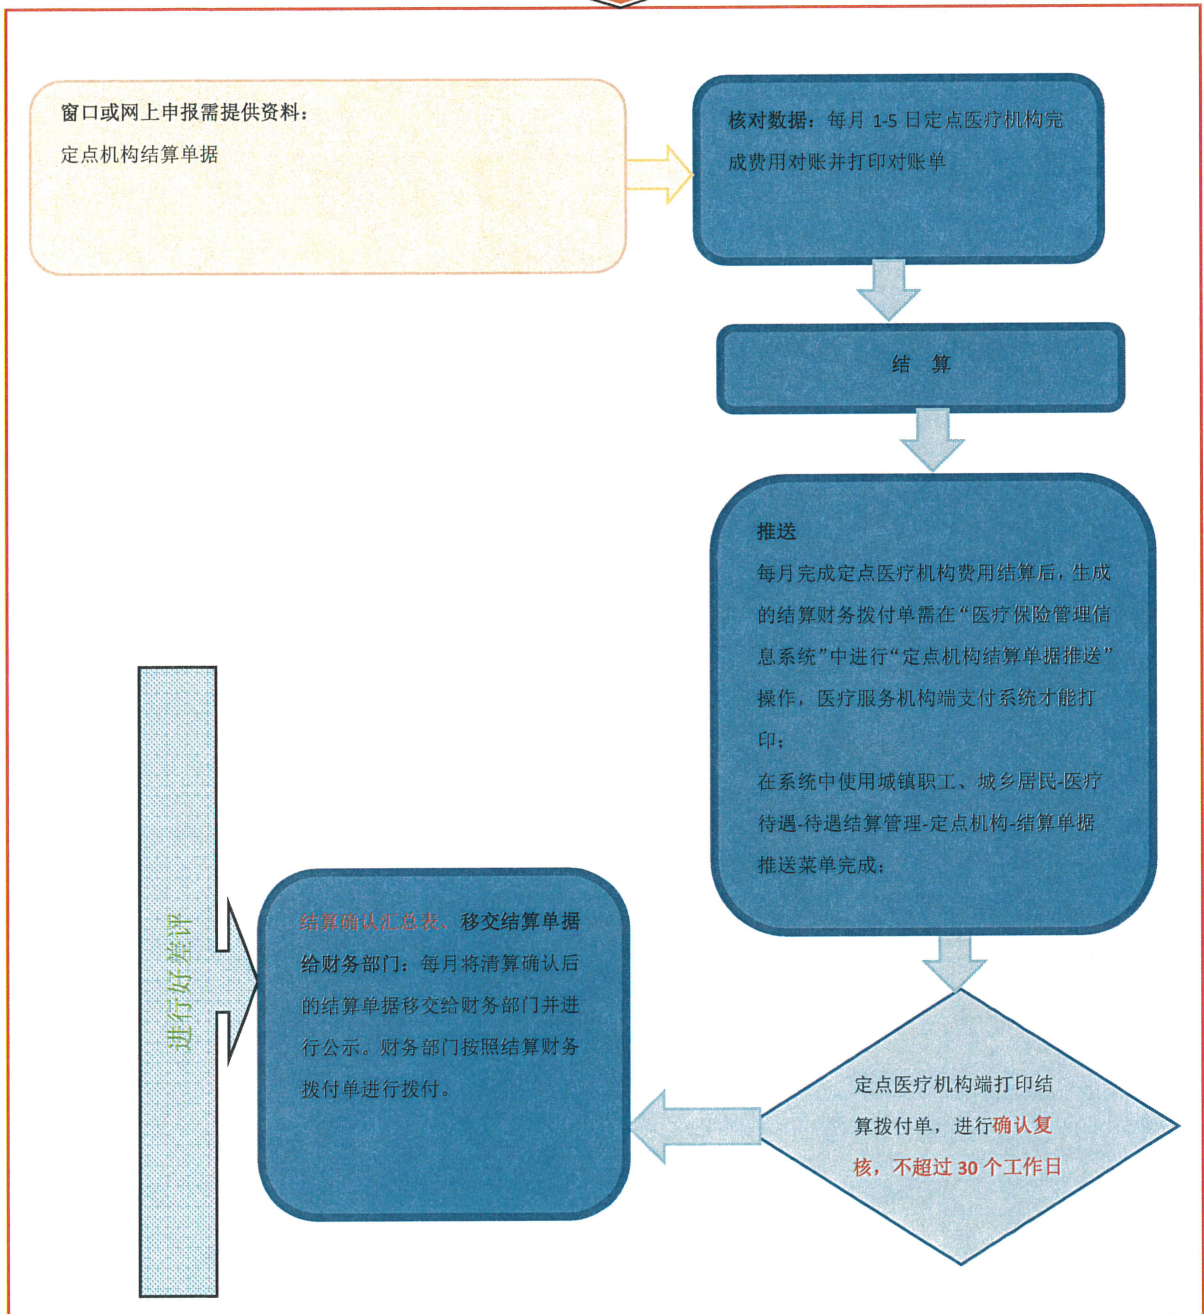 窗口或网上申报需提供资料：
定点机构结算单据
核对数据：每月 1-5 日定点医疗机构完
成费用对账并打印对账单
结 算
推送
每月完成定点医疗机构费用结算后，生成
的结算财务拨付单需在“医疗保险管理信
息系统”中进行“定点机构结算单据推送”
操作，医疗服务机构端支付系统才能打
印；
在系统中使用城镇职工、城乡居民-医疗
待遇-待遇结算管理-定点机构-结算单据
推送菜单完成；
定点医疗机构端打印结
算拨付单，进行确认复
核，不超过 30 个工作日
结算确认汇总表、移交结算单据
给财务部门：每月将清算确认后
的结算单据移交给财务部门并进
行公示。财务部门按照结算财务
拨付单进行拨付。
进行好差评